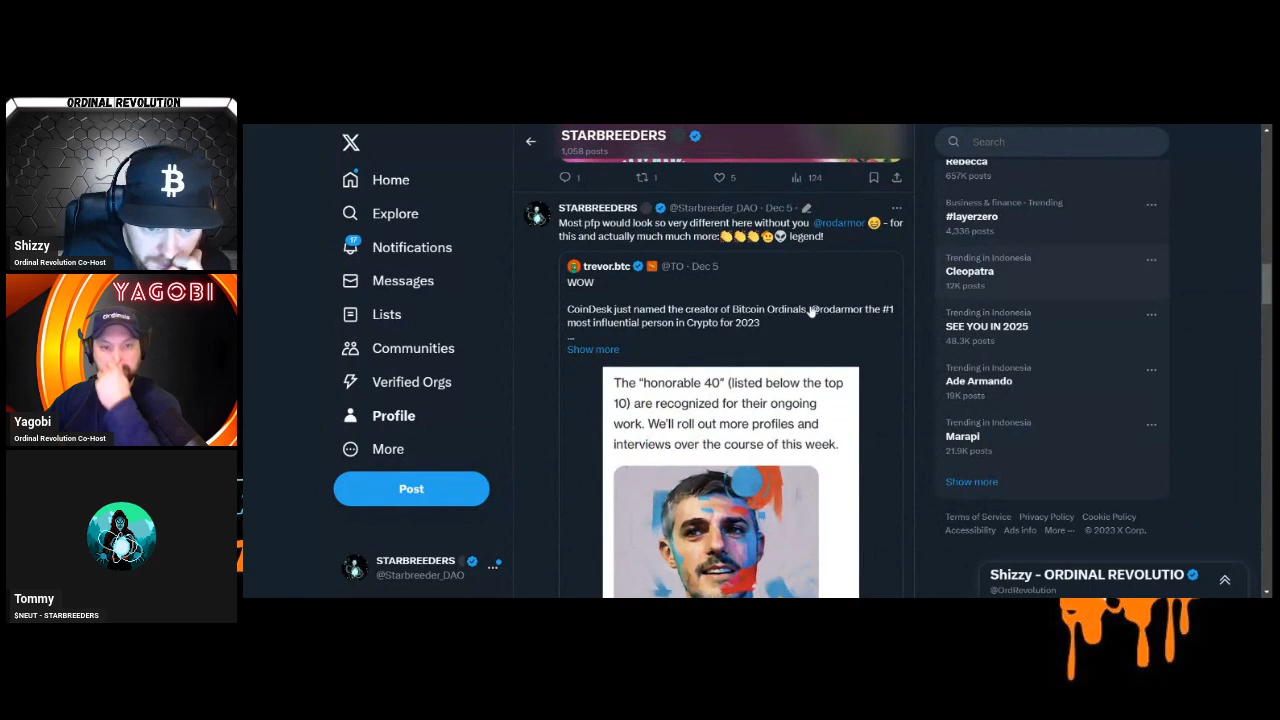 ORDINAL REVOLUTION
Shizzy
Ordinal Revolution Co-Host
YAGOBI
Ordinals
Yagobi
Ordinal Revolution Co-Host
Tommy
$NEUT - STARBREEDERS
Home
Explore
17
Notifications
Messages
Lists
Communities
Verified Orgs
Profile
More
Post
STARBREEDERS
@Starbreeder_DAO
STARBREEDERS
1,058 posts
1
1
5
124
STARBREEDERS @Starbreeder_DAO · Dec 5 ·
Most pfp would look so very different here without you @rodarmor 😄 - for
this and actually much much more:👏👏👏🫡👽 legend!
trevor.btc @TO · Dec 5
WOW
CoinDesk just named the creator of Bitcoin Ordinals, @rodarmor the #1
most influential person in Crypto for 2023
...
Show more
The “honorable 40” (listed below the top
10) are recognized for their ongoing
work. We’ll roll out more profiles and
interviews over the course of this week.
Search
Rebecca
657K posts
Business & finance · Trending
#layerzero
4,336 posts
Trending in Indonesia
Cleopatra
12K posts
Trending in Indonesia
SEE YOU IN 2025
48.3K posts
Trending in Indonesia
Ade Armando
19K posts
Trending in Indonesia
Marapi
21.9K posts
Show more
Terms of Service Privacy Policy Cookie Policy
Accessibility Ads info More ··· © 2023 X Corp.
Shizzy - ORDINAL REVOLUTIO
@OrdRevolution